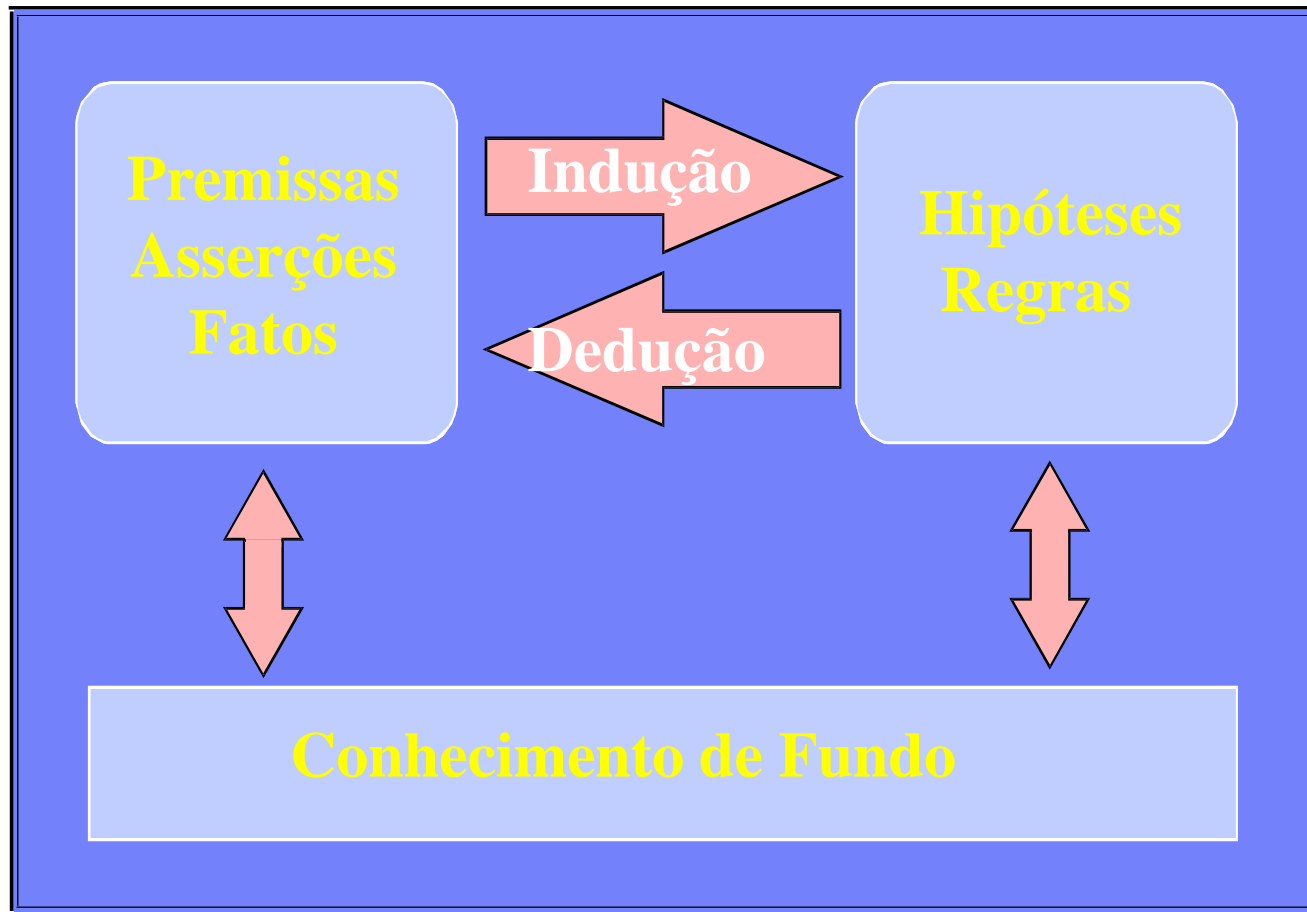 Premissas
Asserções
Fatos
Indução
Dedução
Hipóteses
Regras
Conhecimento de Fundo